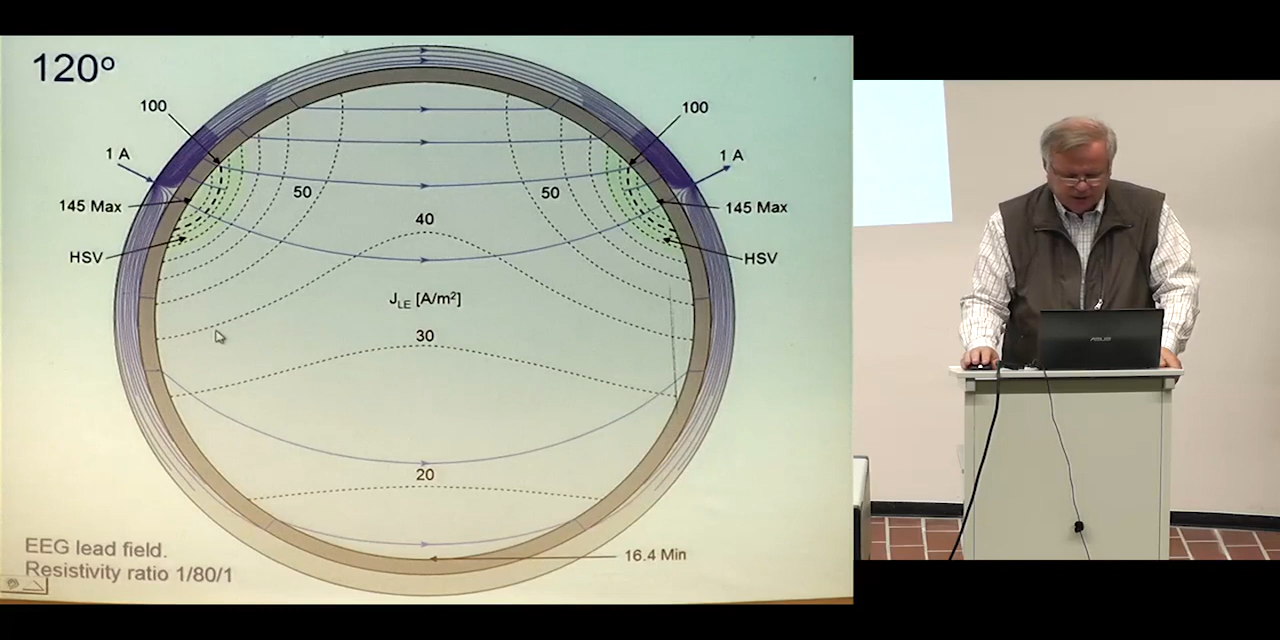 120°
100
100
1 A
1 A
50
50
145 Max
145 Max
40
HSV
HSV
J_LE [A/m²]
30
20
EEG lead field.
16.4 Min
Resistivity ratio 1/80/1
ASUS